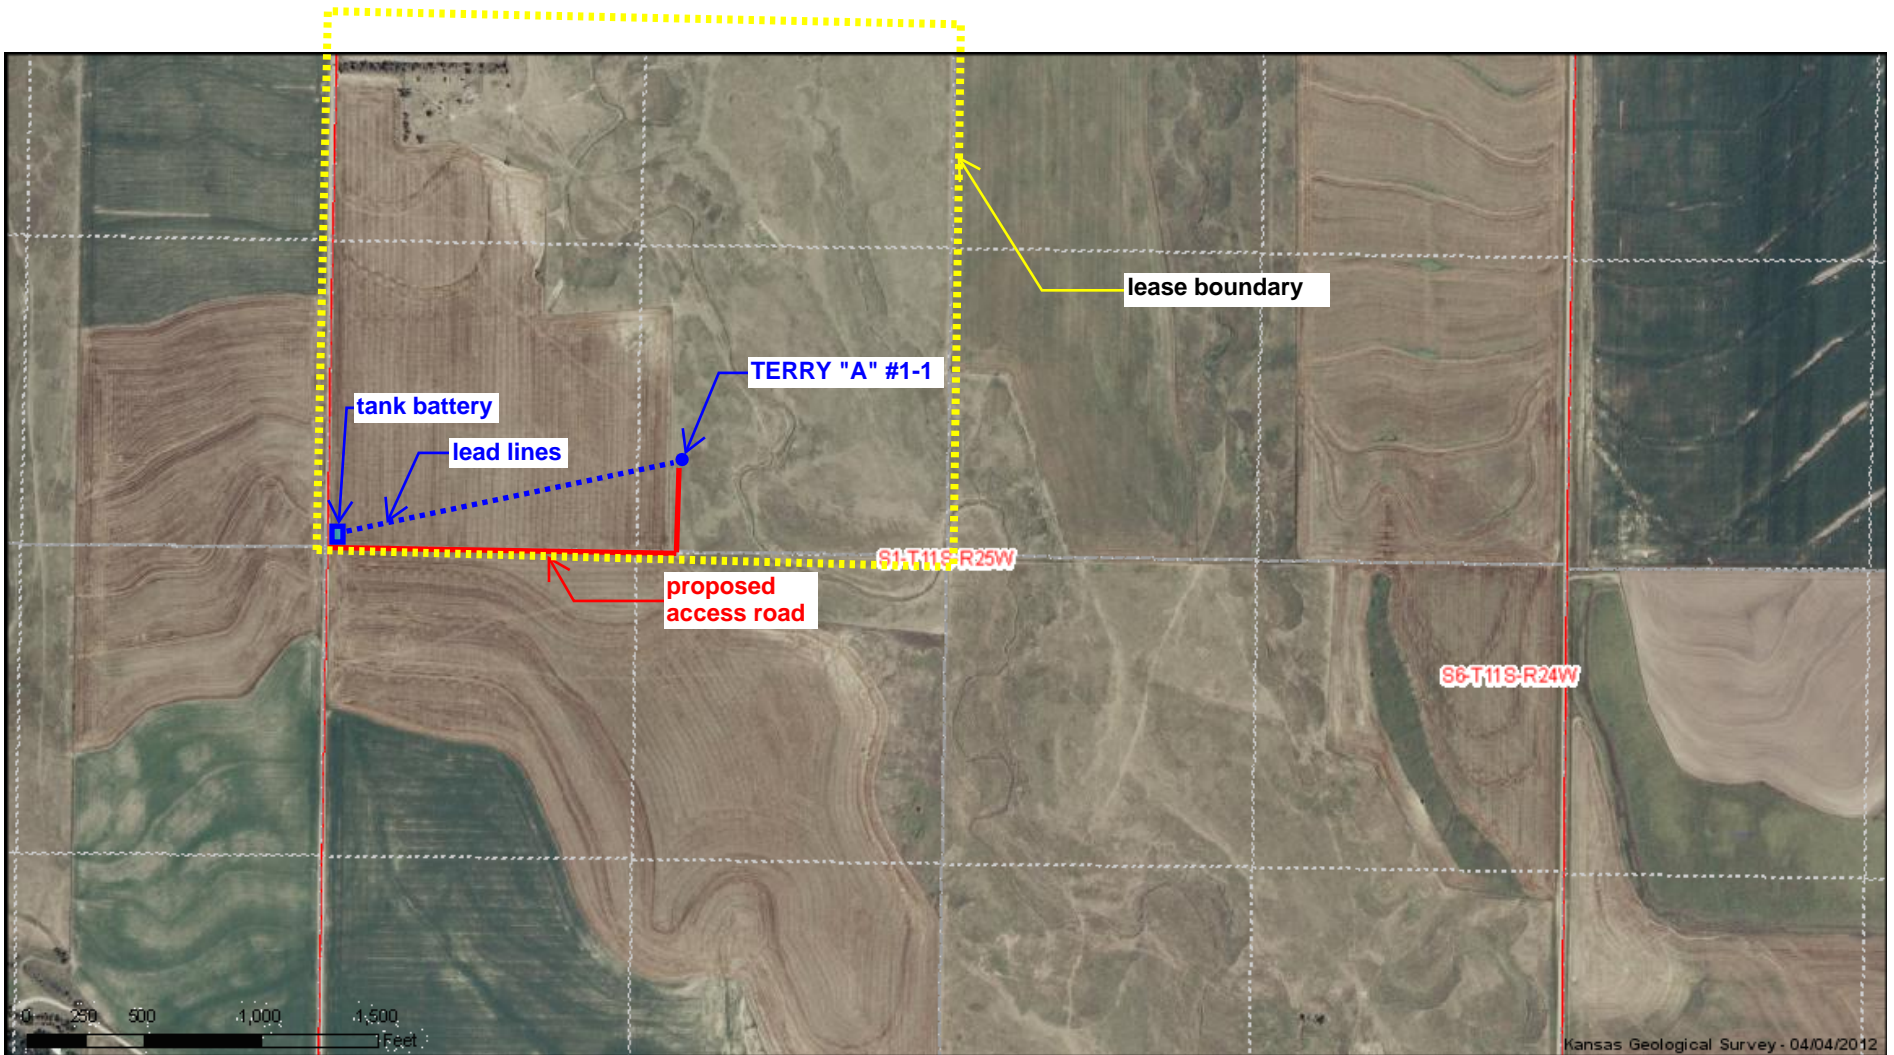 lease boundary
TERRY "A" #1-1
tank battery
lead lines
S1-T11S-R25W
proposed
access road
S6-T11S-R24W
0 250 500 1,000 1,500
Feet
Kansas Geological Survey - 04/04/2012